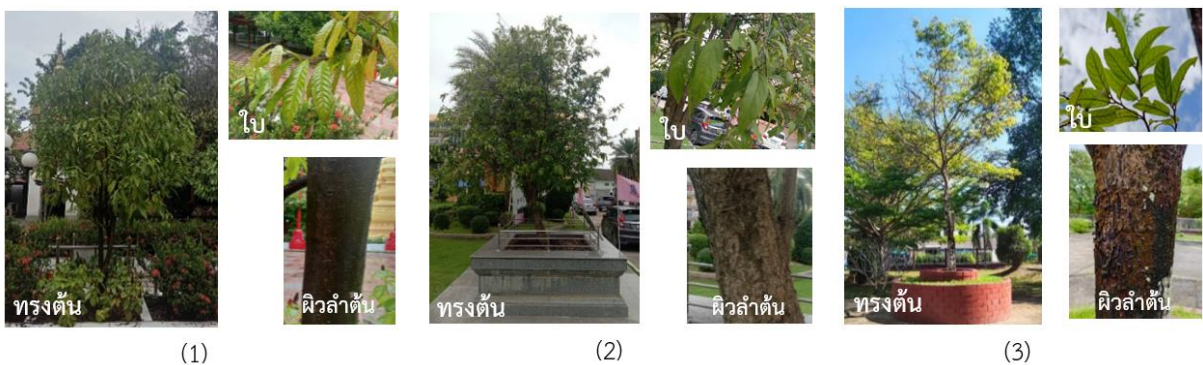 ใบ
ทรงต้น
ผิวลำต้น
(1)
ใบ
ทรงต้น
ผิวลำต้น
(2)
ใบ
ทรงต้น
ผิวลำต้น
(3)